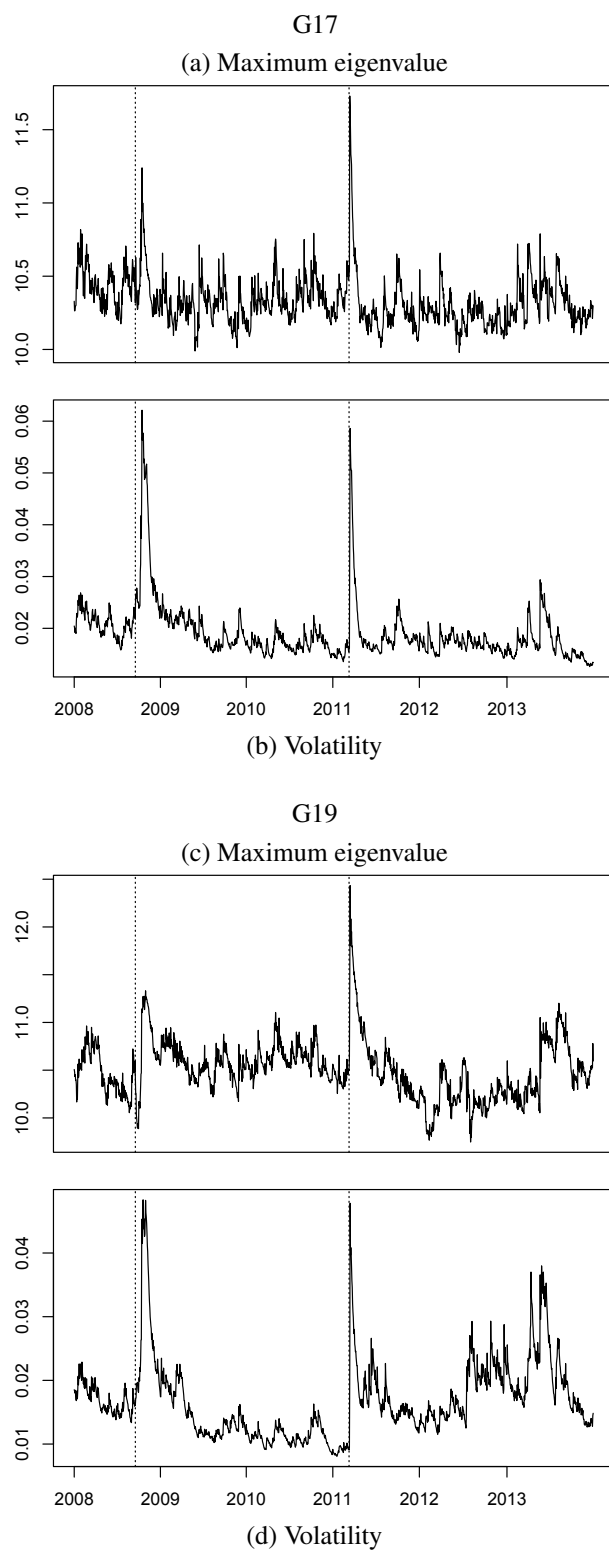 G17
(a) Maximum eigenvalue
11.5
11.0
10.5
10.0
0.06
0.05
0.04
0.03
0.02
2008 2009 2010 2011 2012 2013
(b) Volatility
G19
(c) Maximum eigenvalue
12.0
11.0
10.0
0.04
0.03
0.02
0.01
2008 2009 2010 2011 2012 2013
(d) Volatility